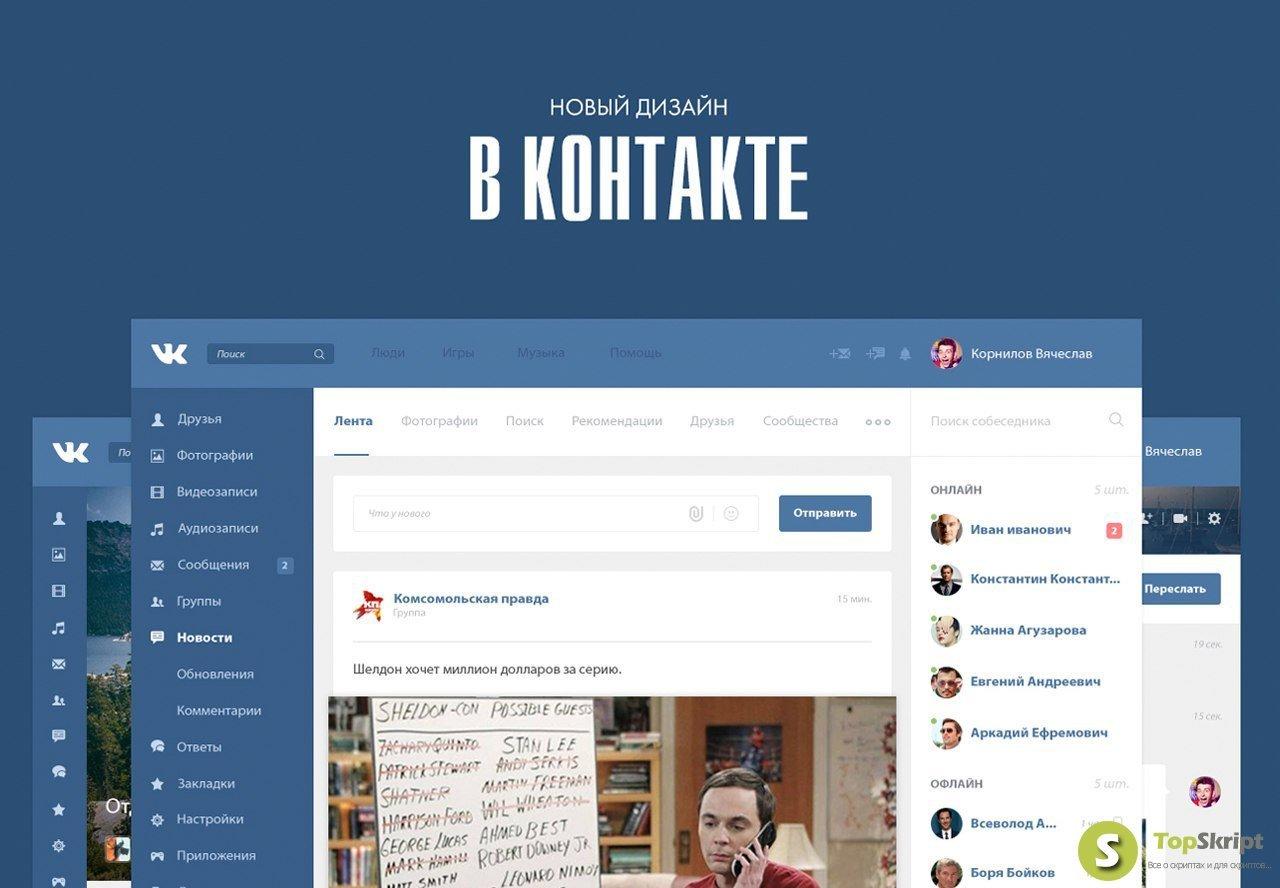 НОВЫЙ ДИЗАЙН
В КОНТАКТЕ
Поиск
Люди
Игры
Музыка
Помощь
Корнилов Вячеслав
Друзья
Фотографии
Видеозаписи
Аудиозаписи
Сообщения 2
Группы
Новости
Обновления
Комментарии
Ответы
Закладки
Настройки
Приложения
Лента
Фотографии
Поиск
Рекомендации
Друзья
Сообщества
Что у нового
Отправить
Комсомольская правда
15 мин.
Группа
Шелдон хочет миллион долларов за серию.
SHELDON-CON POSSIBLE GUESTS
ZACHARY QUINTO
STAN LEE
PATRICK STEWART
ANDY SERKIS
SHATNER
MARTIN FREEMAN
HARRISON FORD
WIL WHEATON
GEORGE LUCAS
AHMED BEST
MARK HAMILL
ROBERT DOWNEY JR.
MATT SMITH
LEONARD NIMOY
Поиск собеседника
ОНЛАЙН 5 шт.
Иван иванович 2
Константин Констант...
Жанна Агузарова
Евгений Андреевич
Аркадий Ефремович
ОФЛАЙН 5 шт.
Всеволод А...
Боря Бойков
По
Вячеслав
Переслать
19 сек.
15 сек.
TopSkript
Все о скриптах и для скриптов...